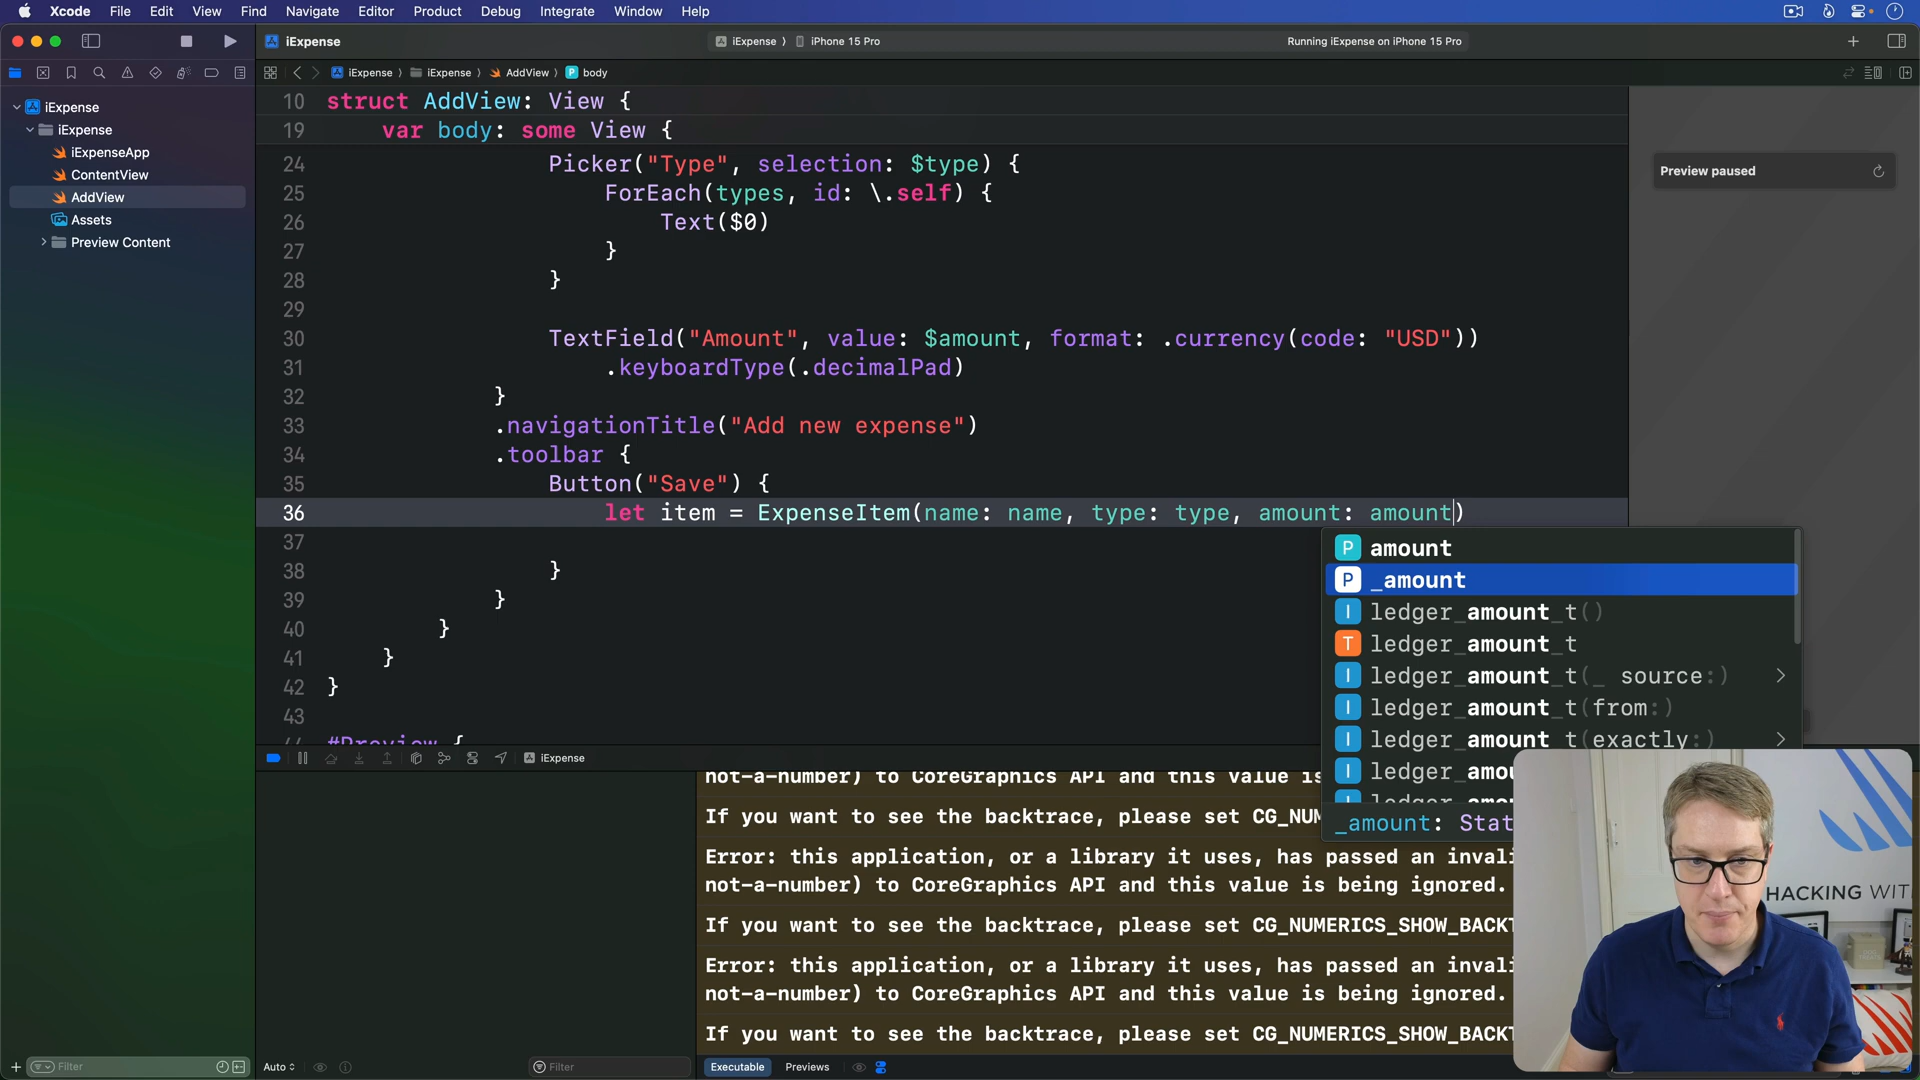 Xcode File Edit View Find Navigate Editor Product Debug Integrate Window Help
iExpense
iExpense 〉 iPhone 15 Pro
Running iExpense on iPhone 15 Pro
iExpense 〉 iExpense 〉 AddView 〉 P body
iExpense
iExpense
iExpenseApp
ContentView
AddView
Assets
Preview Content
10 struct AddView: View {
19 var body: some View {
24 Picker("Type", selection: $type) {
25 ForEach(types, id: \.self) {
26 Text($0)
27 }
28 }
29
30 TextField("Amount", value: $amount, format: .currency(code: "USD"))
31 .keyboardType(.decimalPad)
32 }
33 .navigationTitle("Add new expense")
34 .toolbar {
35 Button("Save") {
36 let item = ExpenseItem(name: name, type: type, amount: amount)
37
38 }
39 }
40 }
41 }
42 }
43
44 #Preview {
Preview paused
P amount
P _amount
I ledger_amount_t()
T ledger_amount_t
I ledger_amount_t(_ source:)
I ledger_amount_t(from:)
I ledger_amount_t(exactly:)
I ledger_amou
I ledger_amou
_amount: Stat
iExpense
not-a-number) to CoreGraphics API and this value is
If you want to see the backtrace, please set CG_NUM
Error: this application, or a library it uses, has passed an invali
not-a-number) to CoreGraphics API and this value is being ignored.
If you want to see the backtrace, please set CG_NUMERICS_SHOW_BACKT
Error: this application, or a library it uses, has passed an invali
not-a-number) to CoreGraphics API and this value is being ignored.
If you want to see the backtrace, please set CG_NUMERICS_SHOW_BACKT
HACKING WIT
Filter
Auto
Filter
Executable
Previews